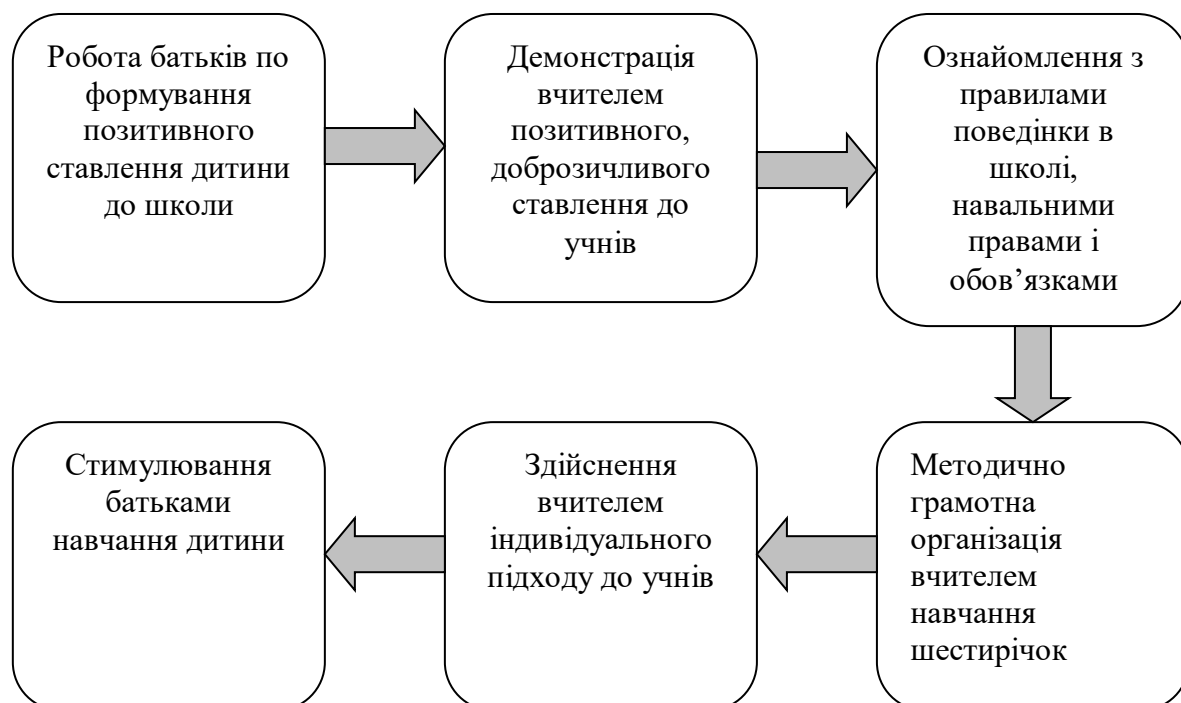 Робота батьків по
формування
позитивного
ставлення дитини
до школи
Демонстрація
вчителем
позитивного,
доброзичливого
ставлення до
учнів
Ознайомлення з
правилами
поведінки в
школі,
навальними
правами і
обов’язками
Методично
грамотна
організація
вчителем
навчання
шестирічок
Здійснення
вчителем
індивідуального
підходу до учнів
Стимулювання
батьками
навчання дитини